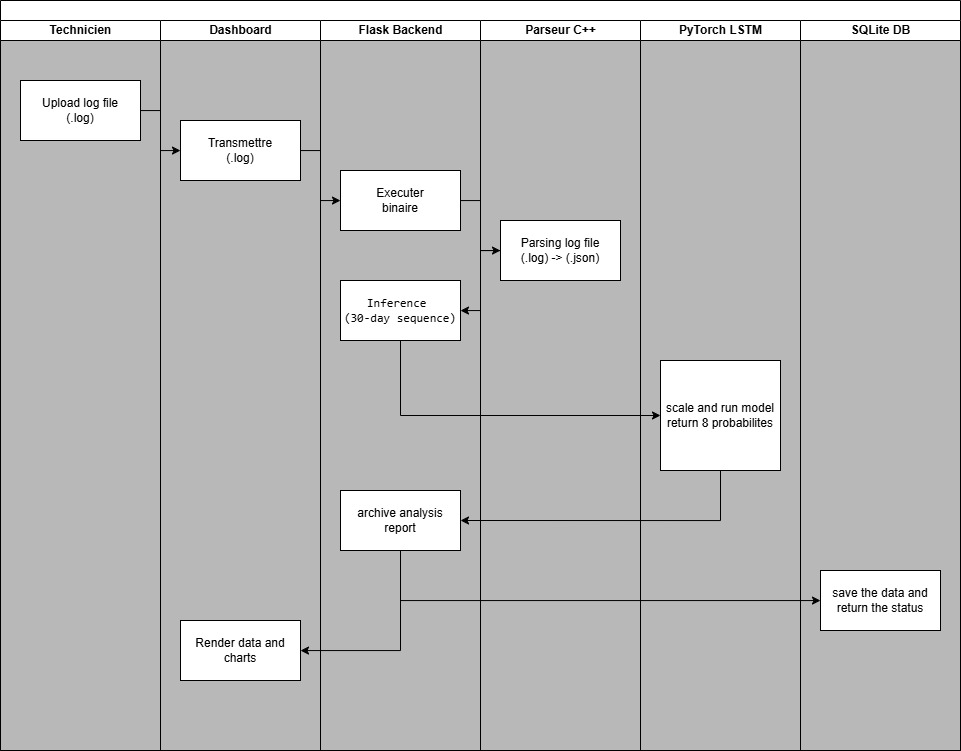 Technicien
Dashboard
Flask Backend
Parseur C++
PyTorch LSTM
SQLite DB
Upload log file
(.log)
Transmettre
(.log)
Executer
binaire
Parsing log file
(.log) -> (.json)
Inference
(30-day sequence)
scale and run model
return 8 probabilites
archive analysis
report
save the data and
return the status
Render data and
charts